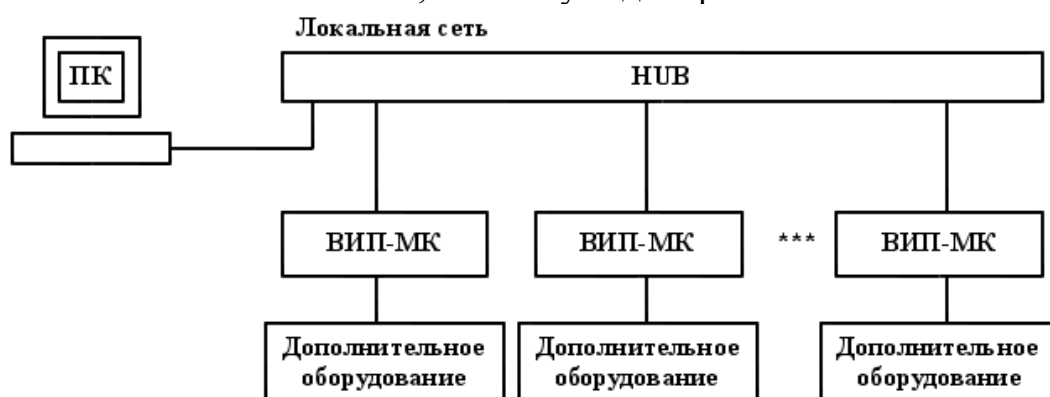 Локальная сеть
ПК
HUB
ВИП-МК
ВИП-МК
***
ВИП-МК
Дополнительное
оборудование
Дополнительное
оборудование
Дополнительное
оборудование